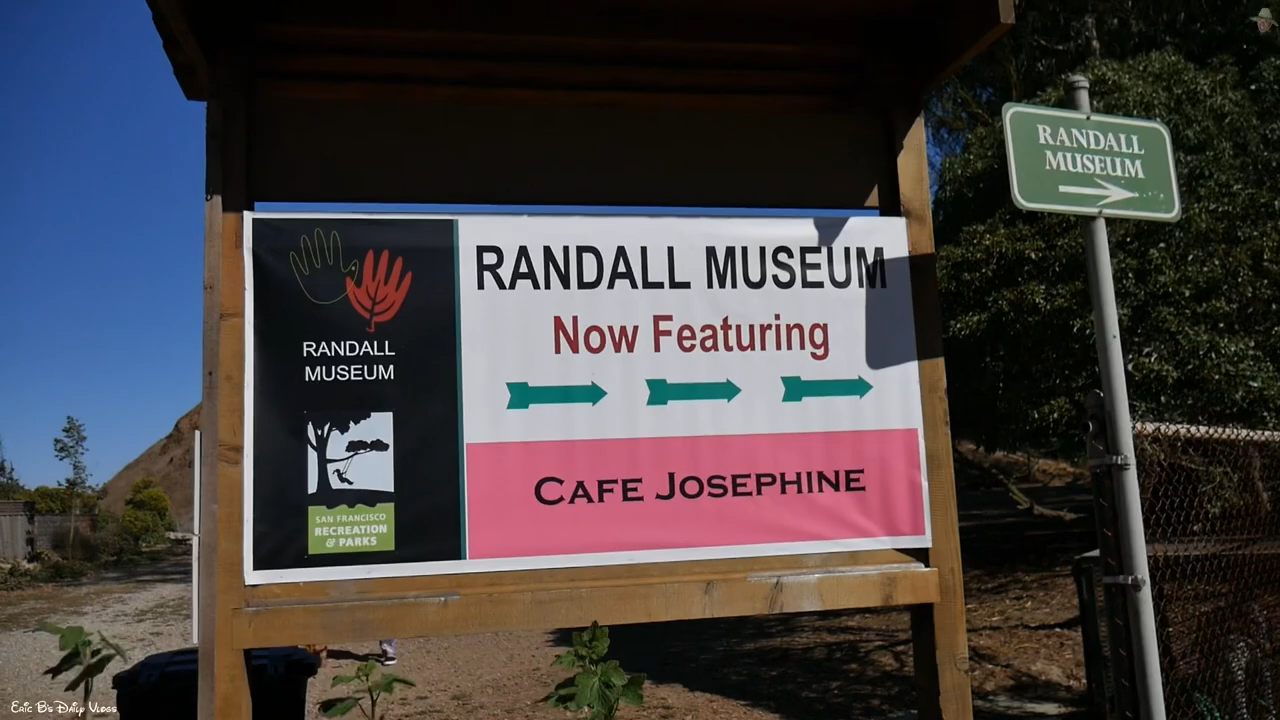 RANDALL
MUSEUM
SAN FRANCISCO
RECREATION
& PARKS
RANDALL MUSEUM
Now Featuring
CAFE JOSEPHINE
RANDALL
MUSEUM
Eric B's Daily Vlogs